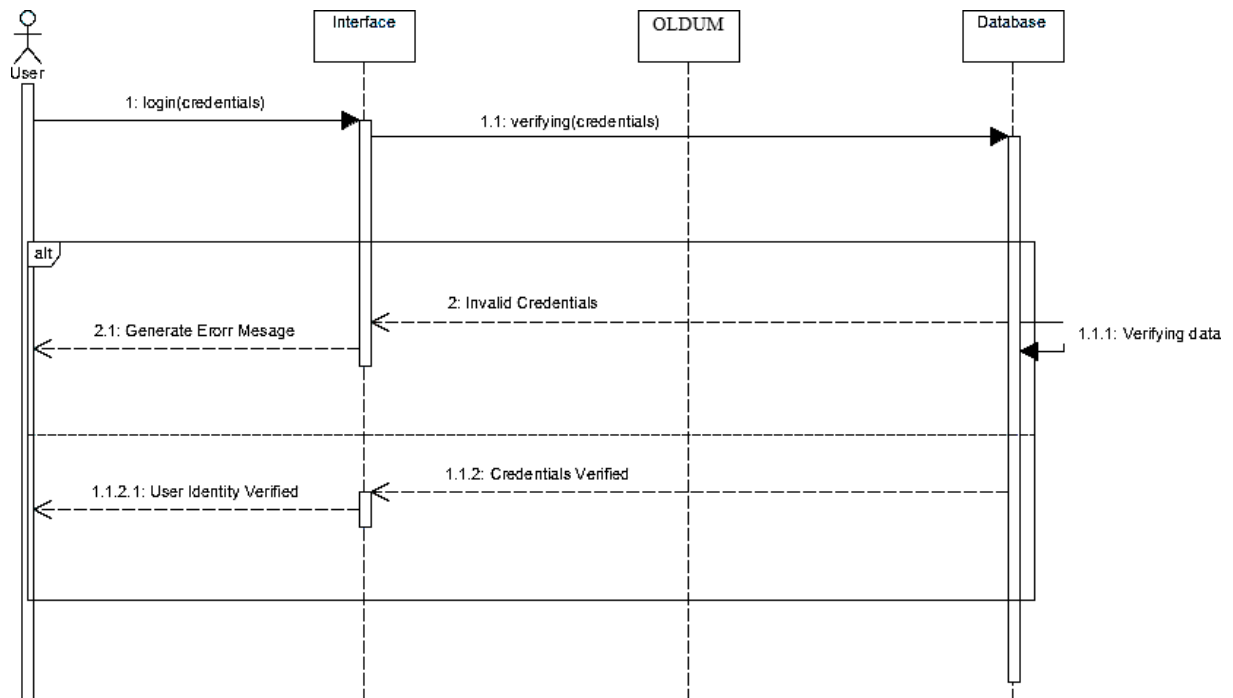 User
Interface
OLDUM
Database
1: login(credentials)
1.1: verifying(credentials)
alt
2: Invalid Credentials
2.1: Generate Erorr Mesage
1.1.1: Verifying data
1.1.2: Credentials Verified
1.1.2.1: User Identity Verified